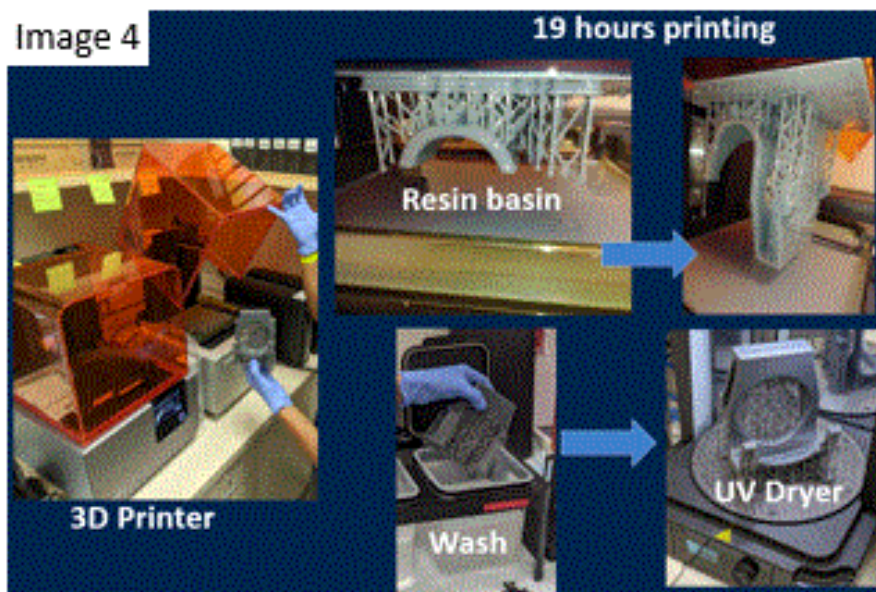 Image 4
19 hours printing
Resin basin
3D Printer
Wash
UV Dryer